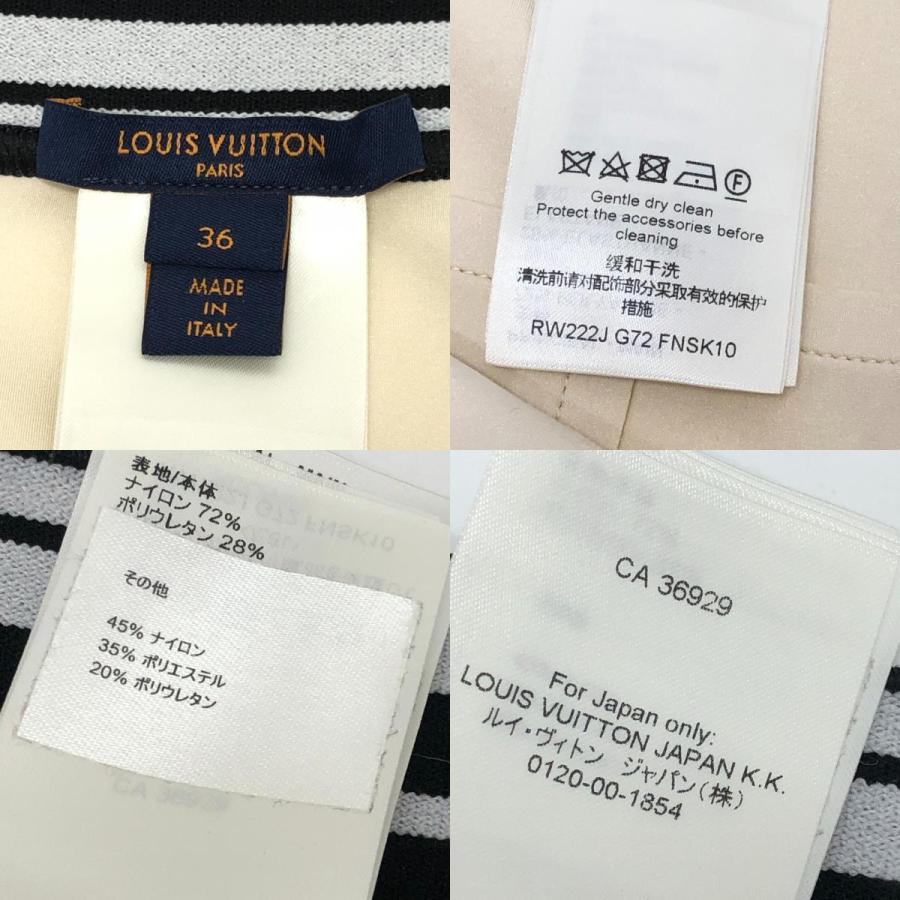 LOUIS VUITTON
PARIS
36
MADE
IN
ITALY
F
Gentle dry clean
Protect the accessories before
cleaning
缓和干洗
清洗前请对配饰部分采取有效的保护
措施
RW222J G72 FNSK10
表地/本体
ナイロン 72%
ポリウレタン 28%
その他
45% ナイロン
35% ポリエステル
20% ポリウレタン
CA 36929
For Japan only:
LOUIS VUITTON JAPAN K.K.
ルイ・ヴィトン ジャパン(株)
0120-00-1854